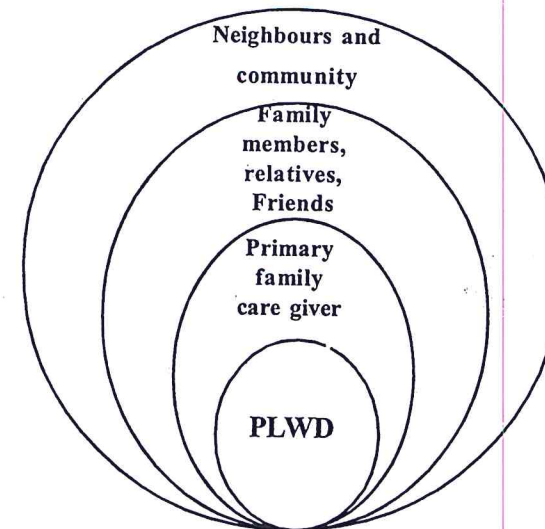 Neighbours and
community
Family
members,
relatives,
Friends
Primary
family
care giver
PLWD